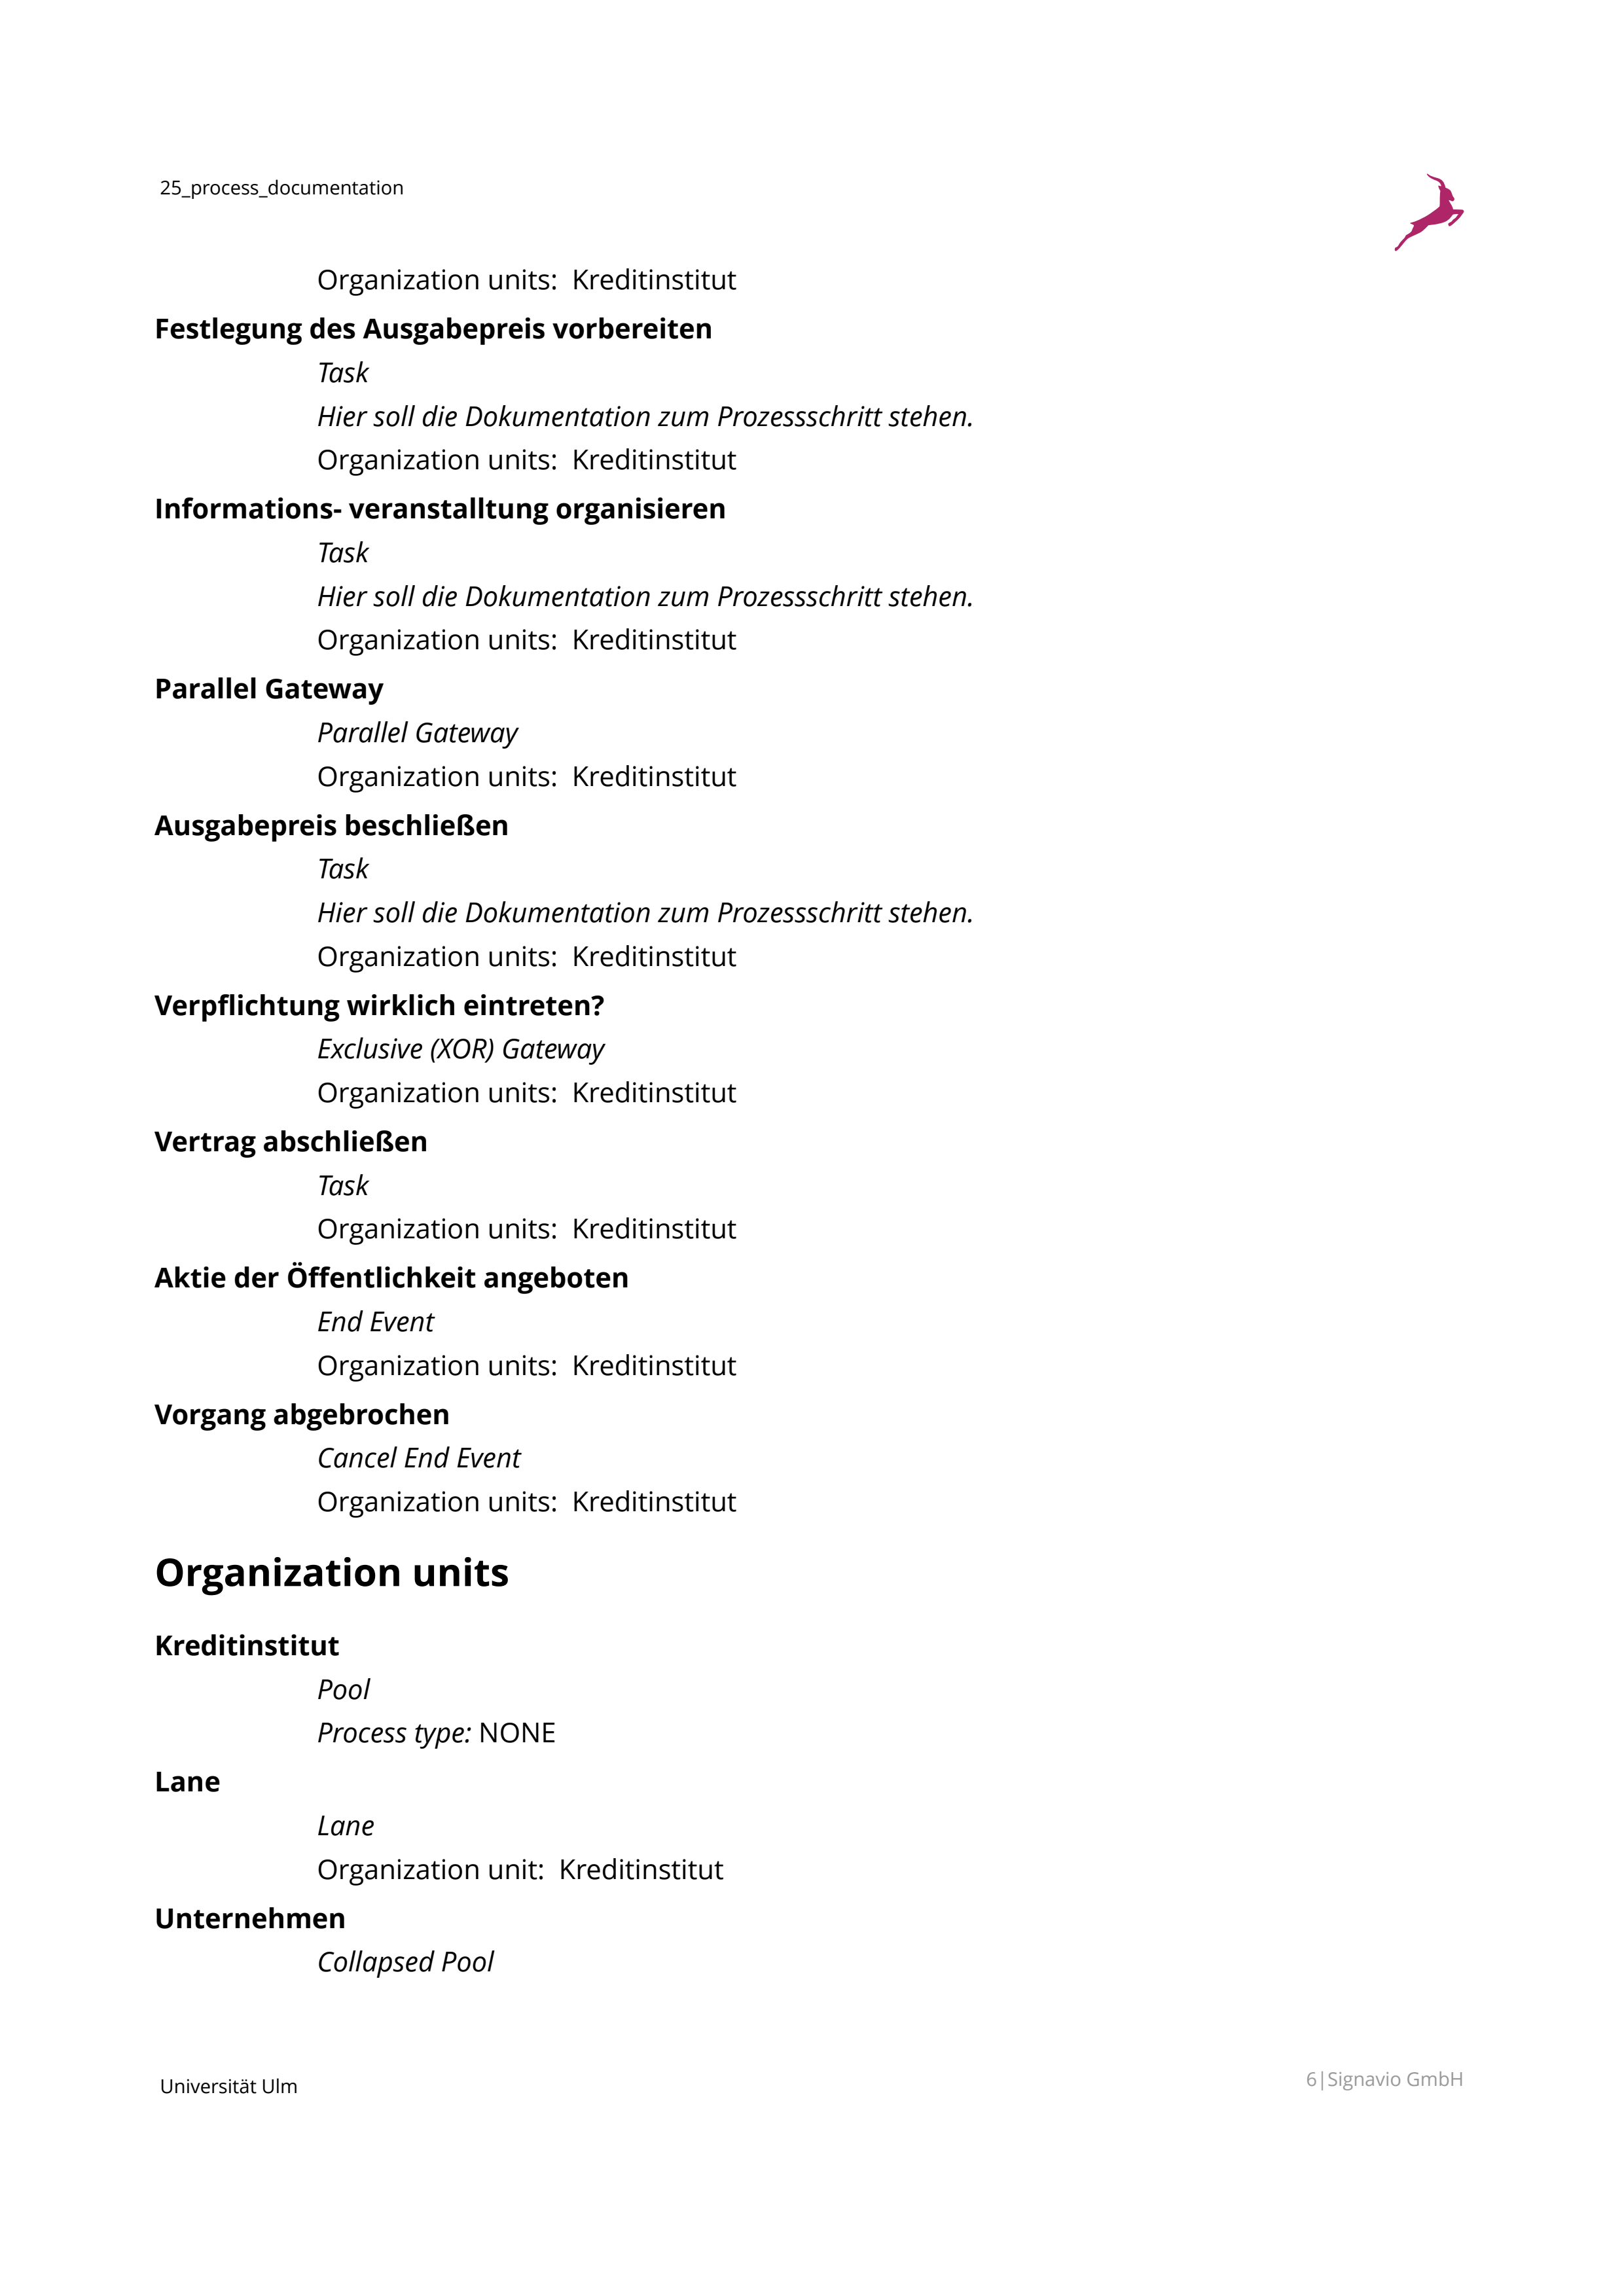 25_process_documentation
Organization units:  Kreditinstitut
Festlegung des Ausgabepreis vorbereiten
Task
Hier soll die Dokumentation zum Prozessschritt stehen.
Organization units:  Kreditinstitut
Informations- veranstalltung organisieren
Task
Hier soll die Dokumentation zum Prozessschritt stehen.
Organization units:  Kreditinstitut
Parallel Gateway
Parallel Gateway
Organization units:  Kreditinstitut
Ausgabepreis beschließen
Task
Hier soll die Dokumentation zum Prozessschritt stehen.
Organization units:  Kreditinstitut
Verpflichtung wirklich eintreten?
Exclusive (XOR) Gateway
Organization units:  Kreditinstitut
Vertrag abschließen
Task
Organization units:  Kreditinstitut
Aktie der Öffentlichkeit angeboten
End Event
Organization units:  Kreditinstitut
Vorgang abgebrochen
Cancel End Event
Organization units:  Kreditinstitut
Organization units
Kreditinstitut
Pool
Process type: NONE
Lane
Lane
Organization unit:  Kreditinstitut
Unternehmen
Collapsed Pool
Universität Ulm
6|Signavio GmbH